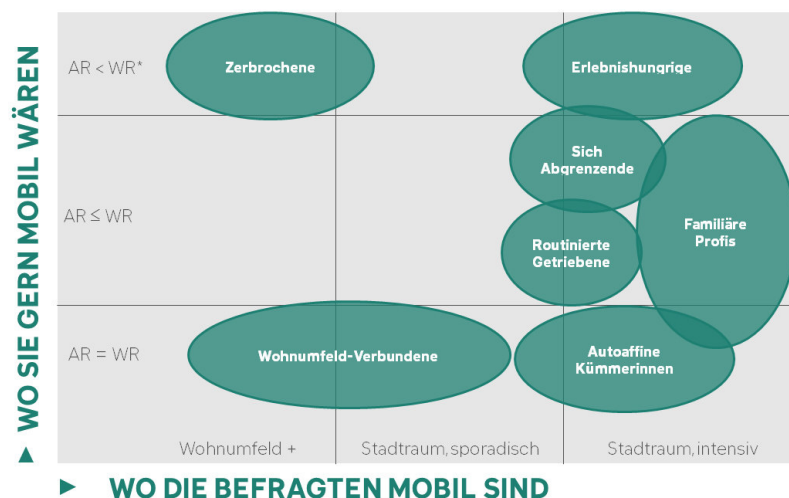 WO SIE GERN MOBIL WÄREN
AR < WR*
Zerbrochene
Erlebnishungrige
AR ≤ WR
Sich
Abgrenzende
Familiäre
Profis
Routinierte
Getriebene
AR = WR
Wohnumfeld-Verbundene
Autoaffine
Kümmerinnen
Wohnumfeld +
Stadtraum, sporadisch
Stadtraum, intensiv
WO DIE BEFRAGTEN MOBIL SIND